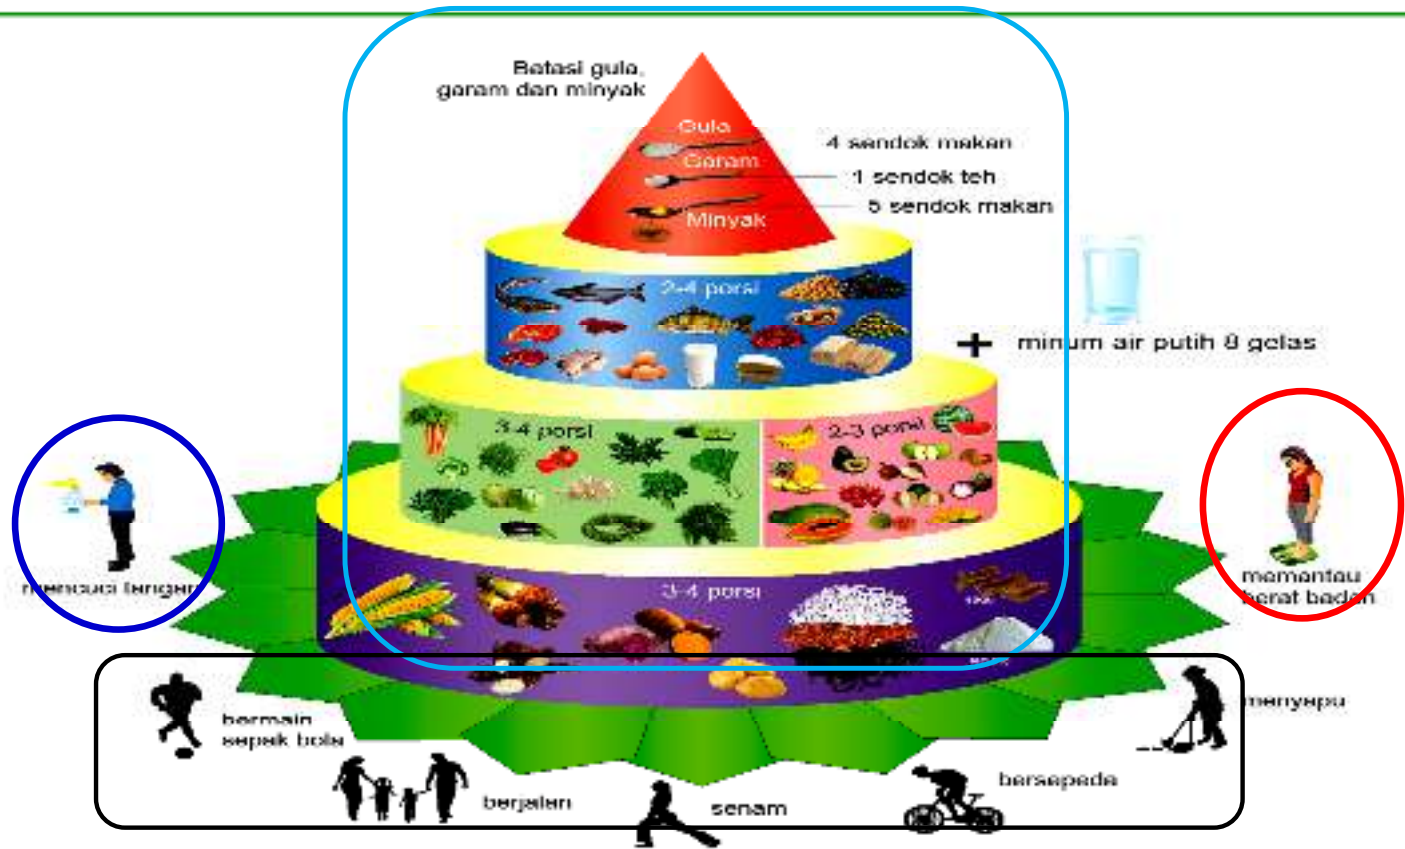 Batasi gula,
garam dan minyak
Gula
Garam
Minyak
4 sendok makan
1 sendok teh
5 sendok makan
2-4 porsi
+ minum air putih 8 gelas
3-4 porsi
2-3 porsi
mencuci tangan
memantau
berat badan
3-4 porsi
bermain
sepak bola
menyapu
berjalan
senam
bersepeda